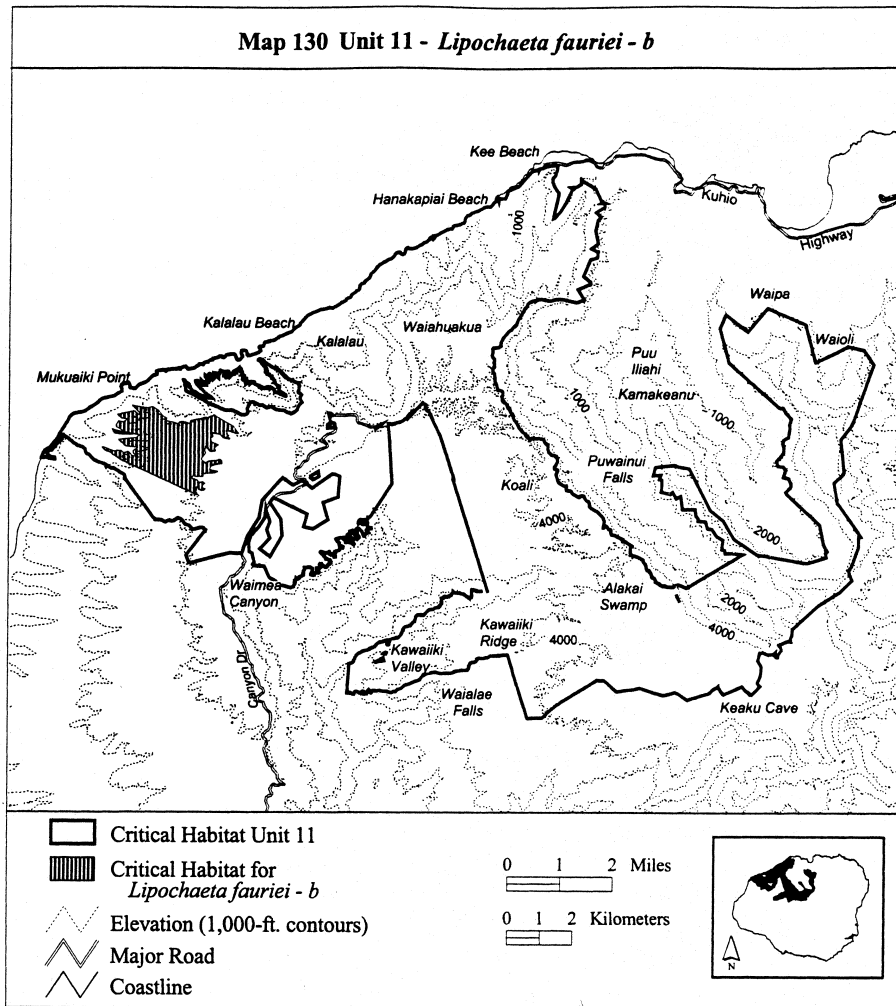 Map 130 Unit 11 - Lipochaeta fauriei - b
Kee Beach
Hanakapiai Beach
Kuhio
Highway
1000
Waipa
Kalalau Beach
Kalalau
Waiahuakua
Waioli
Puu
Iliahi
Mukuaiki Point
Kamakeanu
1000
1000
Puwainui
Falls
Koali
4000
2000
Waimea
Canyon
Alakai
Swamp
2000
4000
Kawaiiki
Ridge
4000
Kawaiiki
Valley
Canyon Dr
Waialae
Falls
Keaku Cave
Critical Habitat Unit 11
Critical Habitat for
Lipochaeta fauriei - b
Elevation (1,000-ft. contours)
Major Road
Coastline
0 1 2 Miles
0 1 2 Kilometers
N